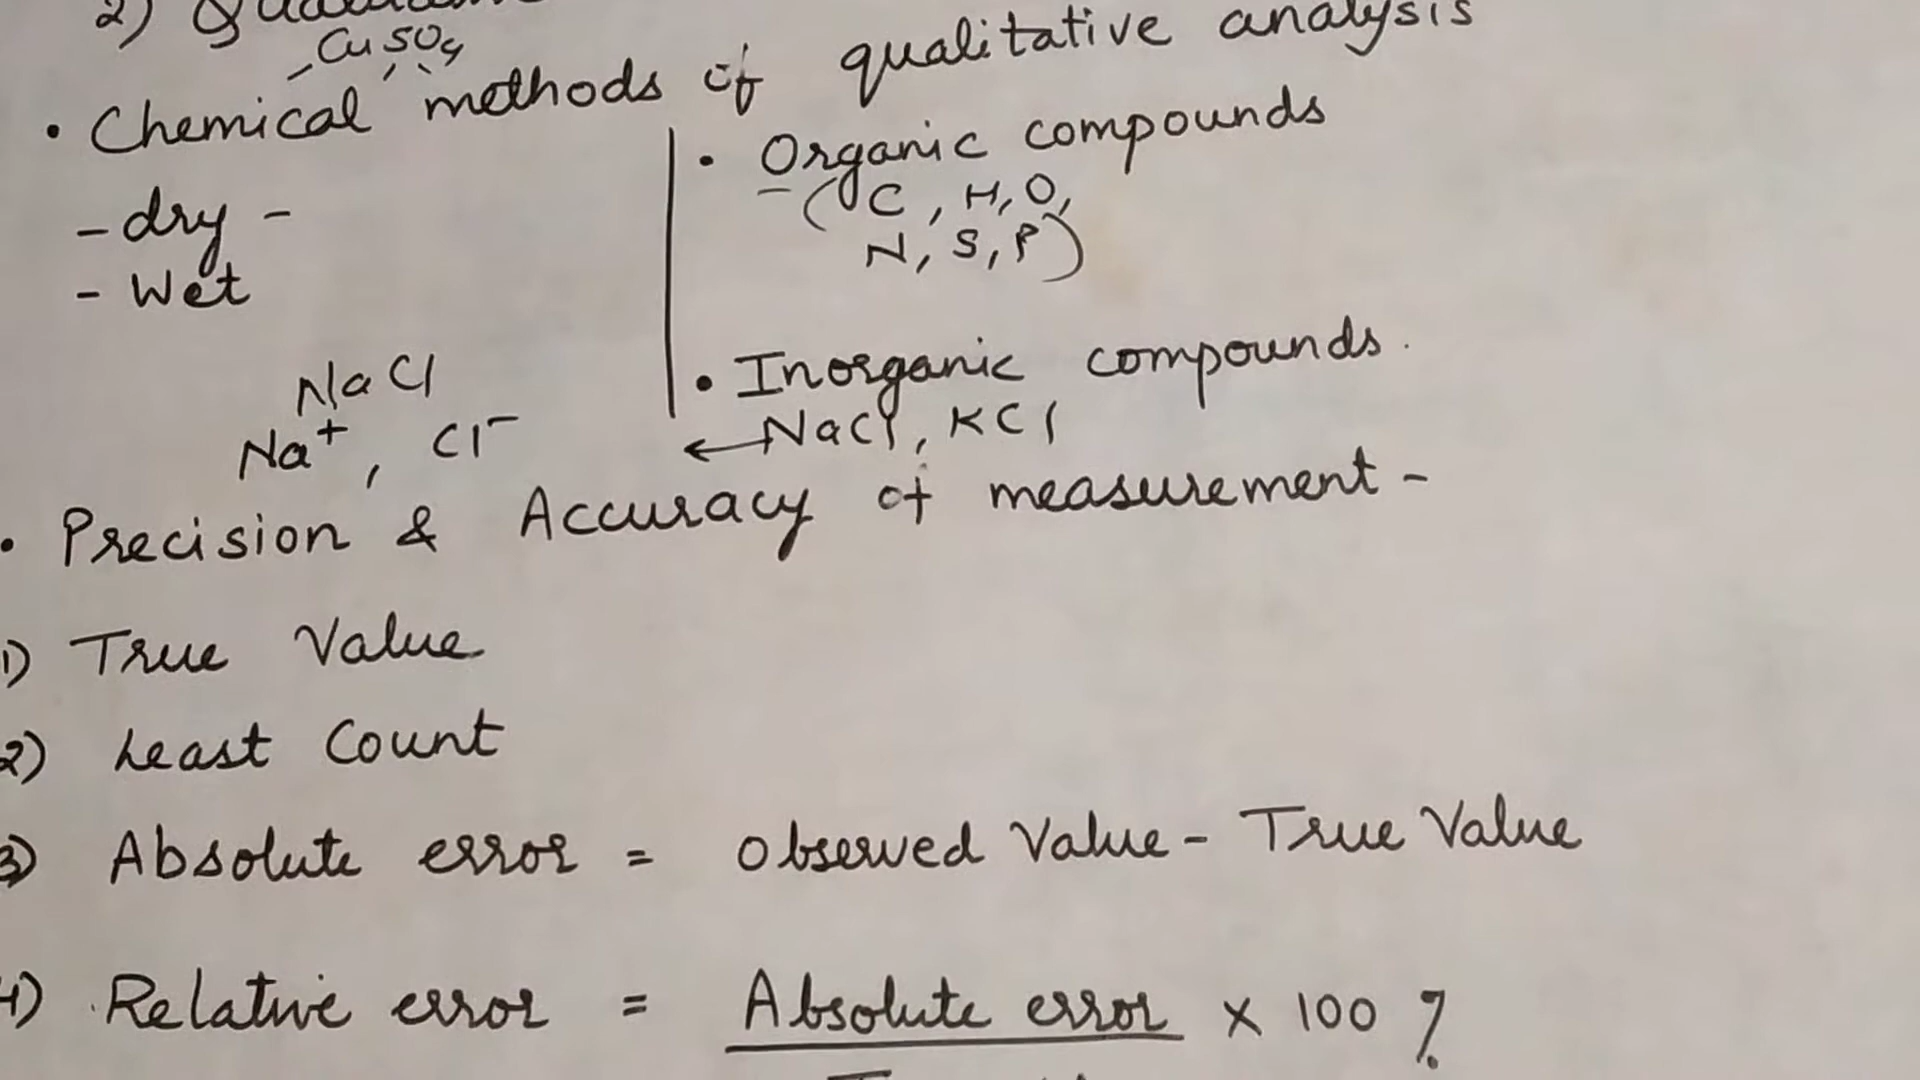 2)
CuSO4
• Chemical methods of qualitative analysis
- dry -
- Wet
• Organic compounds
(C, H, O,
N, S, P)
NaCl
Na+, Cl-
• Inorganic compounds.
← NaCl, KCl
• Precision & Accuracy of measurement -
1) True Value
2) Least Count
3) Absolute error = Observed Value - True Value
4) Relative error = Absolute error x 100 %